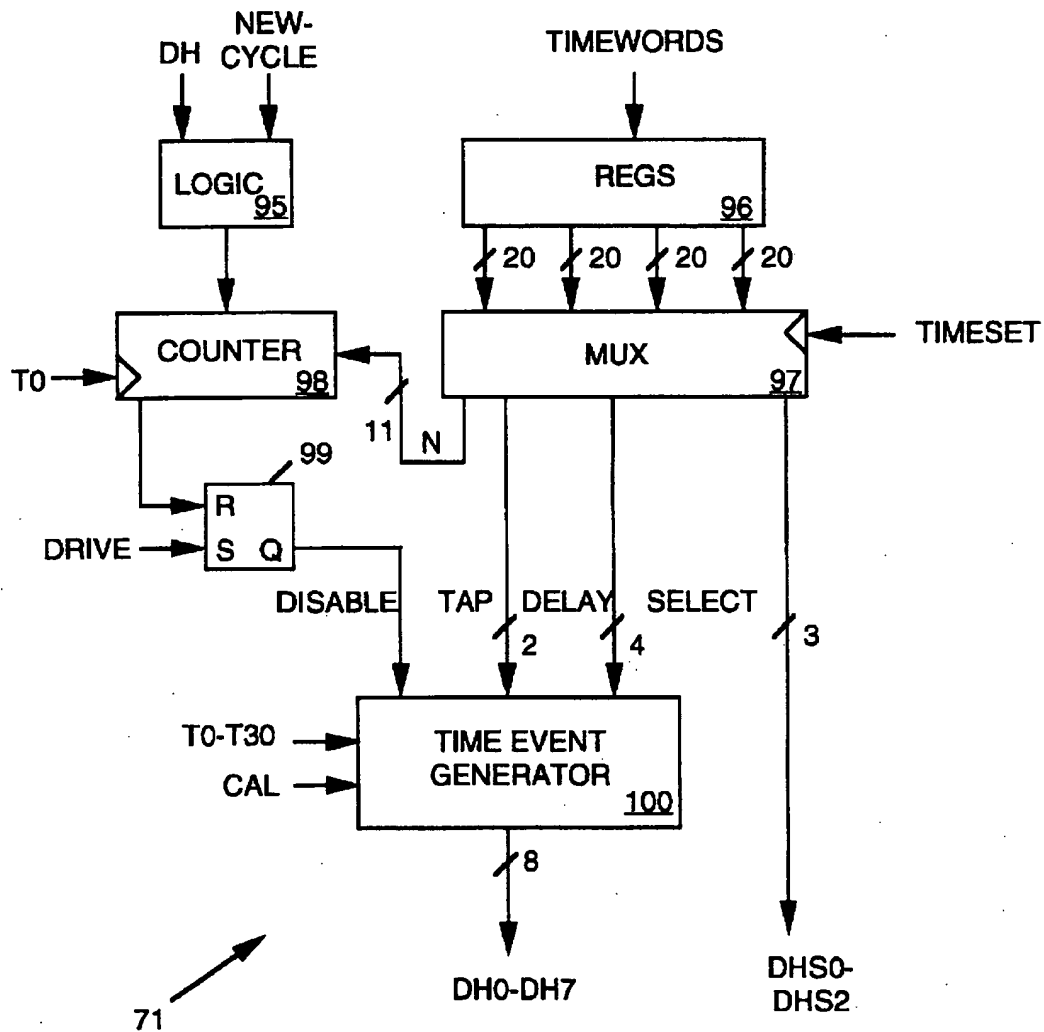 NEW-
DH CYCLE
TIMEWORDS
LOGIC
95
REGS
96
20 20 20 20
COUNTER
98
MUX
97
TIMESET
T0
11
N
99
R
S Q
DRIVE
DISABLE TAP DELAY SELECT
2 4 3
T0-T30
CAL
TIME EVENT
GENERATOR
100
8
DH0-DH7
DHS0-
DHS2
71